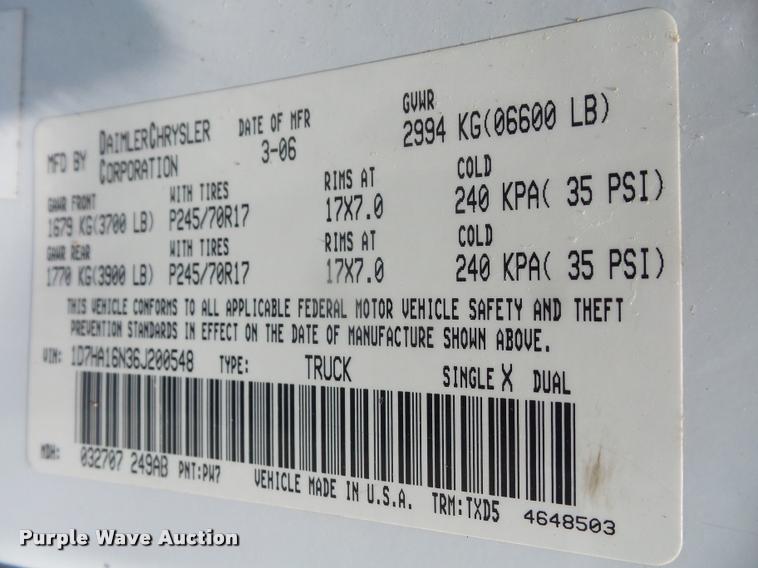 MFD BY DAIMLERCHRYSLER CORPORATION
DATE OF MFR 3-06
GVWR 2994 KG(06600 LB)
GAWR FRONT WITH TIRES RIMS AT COLD
1679 KG(3700 LB) P245/70R17 17X7.0 240 KPA( 35 PSI)
GAWR REAR WITH TIRES RIMS AT COLD
1770 KG(3900 LB) P245/70R17 17X7.0 240 KPA( 35 PSI)
THIS VEHICLE CONFORMS TO ALL APPLICABLE FEDERAL MOTOR VEHICLE SAFETY AND THEFT
PREVENTION STANDARDS IN EFFECT ON THE DATE OF MANUFACTURE SHOWN ABOVE.
VIN: 1D7HA16N36J200548 TYPE: TRUCK SINGLE X DUAL
MDH: 032707 249AB PNT:PW7 VEHICLE MADE IN U.S.A. TRM:TXD5 4648503
Purple Wave Auction